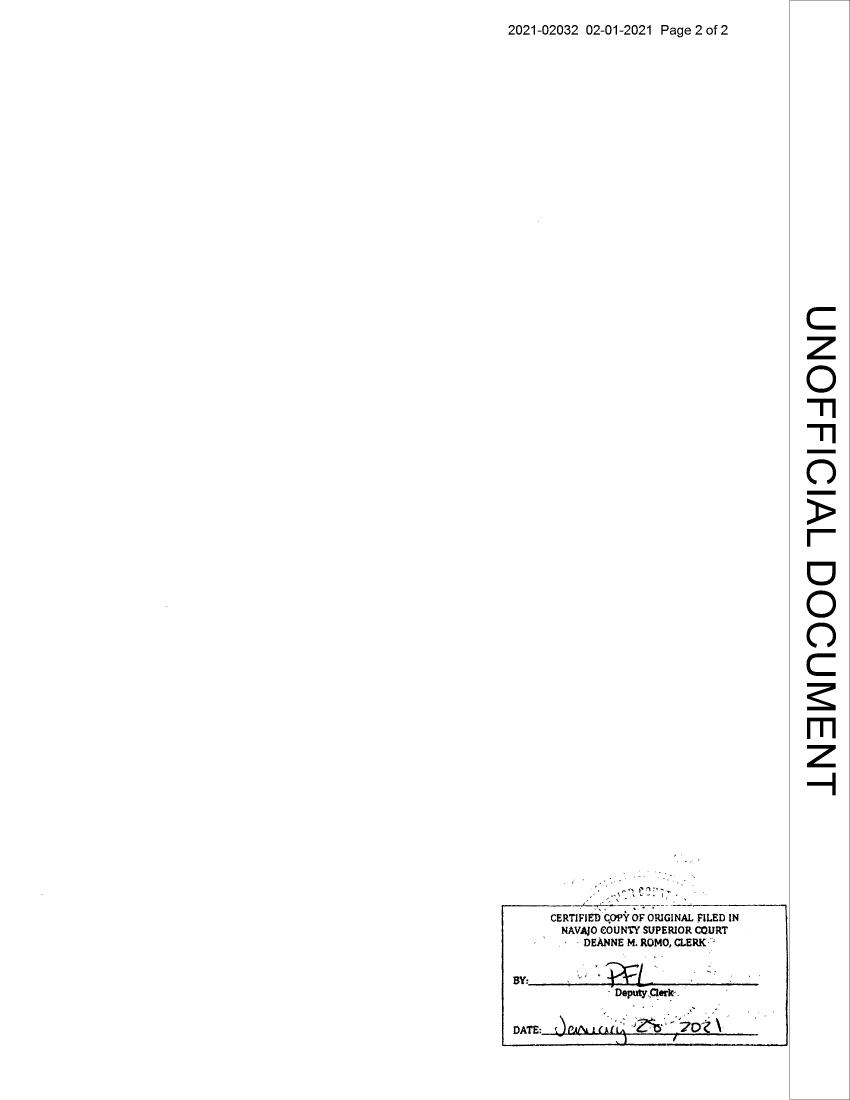 2021-02032 02-01-2021 Page 2 of 2
UNOFFICIAL DOCUMENT
CERTIFIED COPY OF ORIGINAL FILED IN
NAVAJO COUNTY SUPERIOR COURT
DEANNE M. ROMO, CLERK
BY: PFL
Deputy Clerk
DATE: January 28, 2021